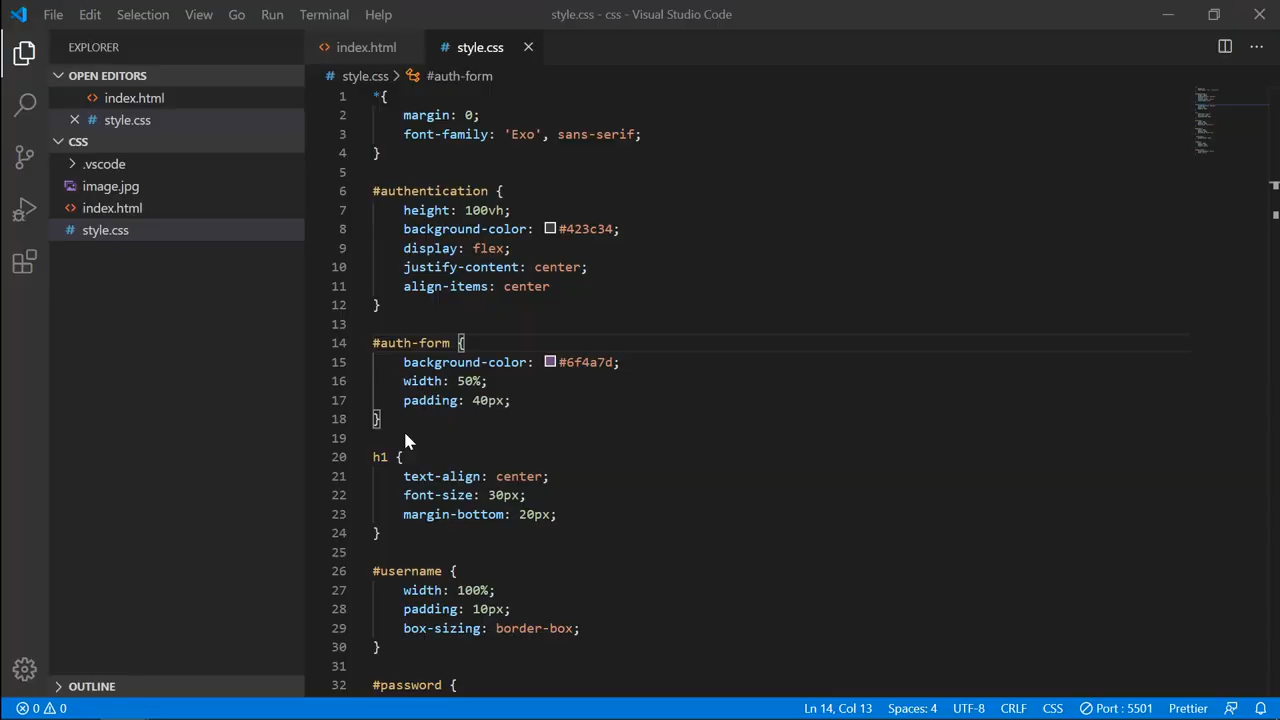 File Edit Selection View Go Run Terminal Help style.css - css - Visual Studio Code
EXPLORER
OPEN EDITORS
index.html
style.css
CSS
.vscode
image.jpg
index.html
style.css
OUTLINE
index.html style.css
style.css #auth-form
1 *{
2 margin: 0;
3 font-family: 'Exo', sans-serif;
4 }
5
6 #authentication {
7 height: 100vh;
8 background-color: #423c34;
9 display: flex;
10 justify-content: center;
11 align-items: center
12 }
13
14 #auth-form {
15 background-color: #6f4a7d;
16 width: 50%;
17 padding: 40px;
18 }
19
20 h1 {
21 text-align: center;
22 font-size: 30px;
23 margin-bottom: 20px;
24 }
25
26 #username {
27 width: 100%;
28 padding: 10px;
29 box-sizing: border-box;
30 }
31
32 #password {
0 0 Ln 14, Col 13 Spaces: 4 UTF-8 CRLF CSS Port : 5501 Prettier